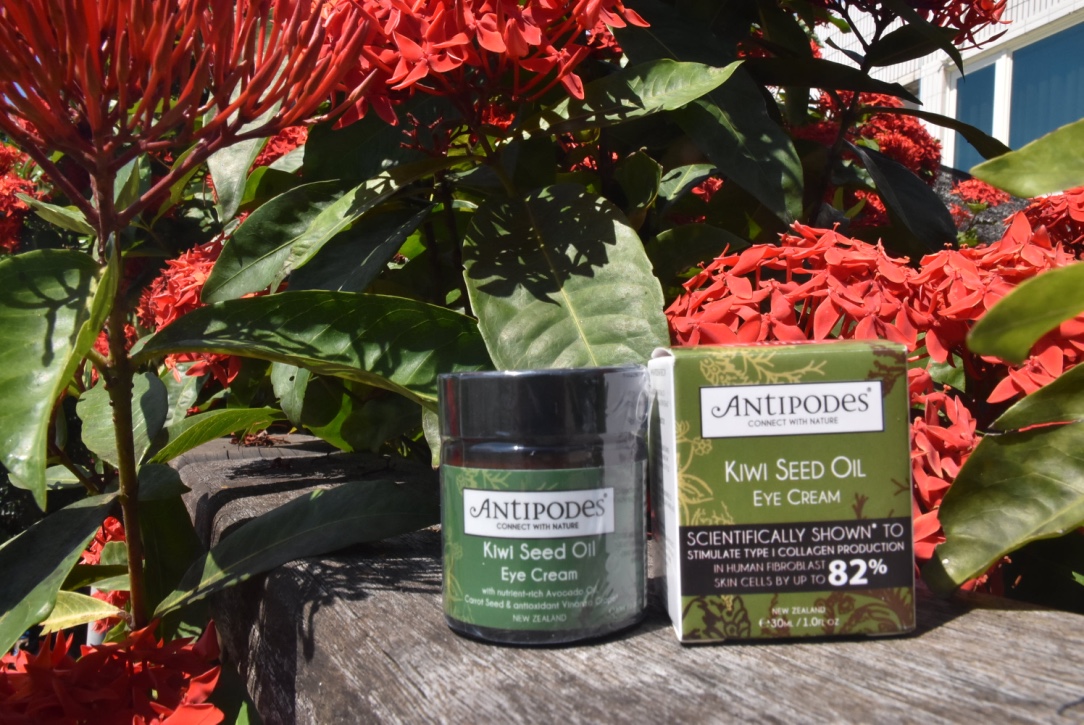 ANTIPODES
CONNECT WITH NATURE
Kiwi Seed Oil
Eye Cream
with nutrient-rich Avocado Oil,
Carrot Seed & antioxidant
NEW ZEALAND
ANTIPODES®
CONNECT WITH NATURE
KIWI SEED OIL
EYE CREAM
SCIENTIFICALLY SHOWN* TO
STIMULATE TYPE I COLLAGEN PRODUCTION
IN HUMAN FIBROBLAST
SKIN CELLS BY UP TO 82%
NEW ZEALAND
℮30ML / 1.0fl oz